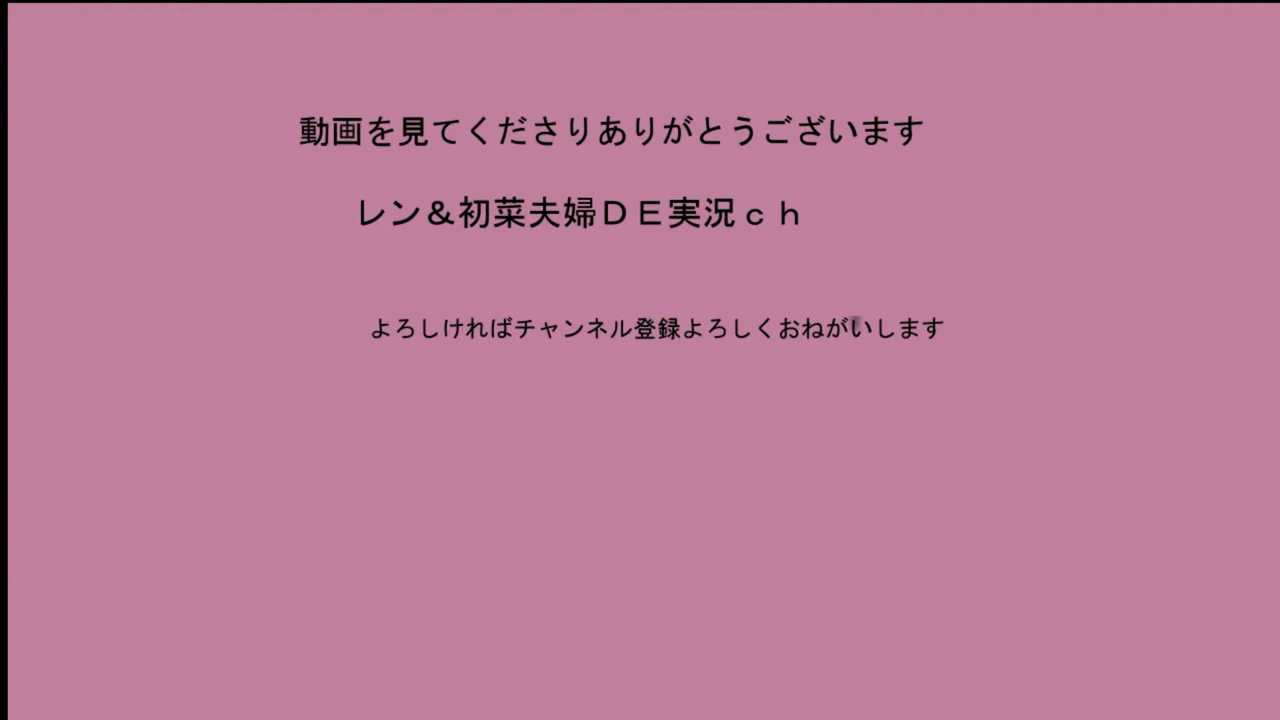 動画を見てくださりありがとうございます
レン＆初菜夫婦ＤＥ実況ｃｈ
よろしければチャンネル登録よろしくおねがいします